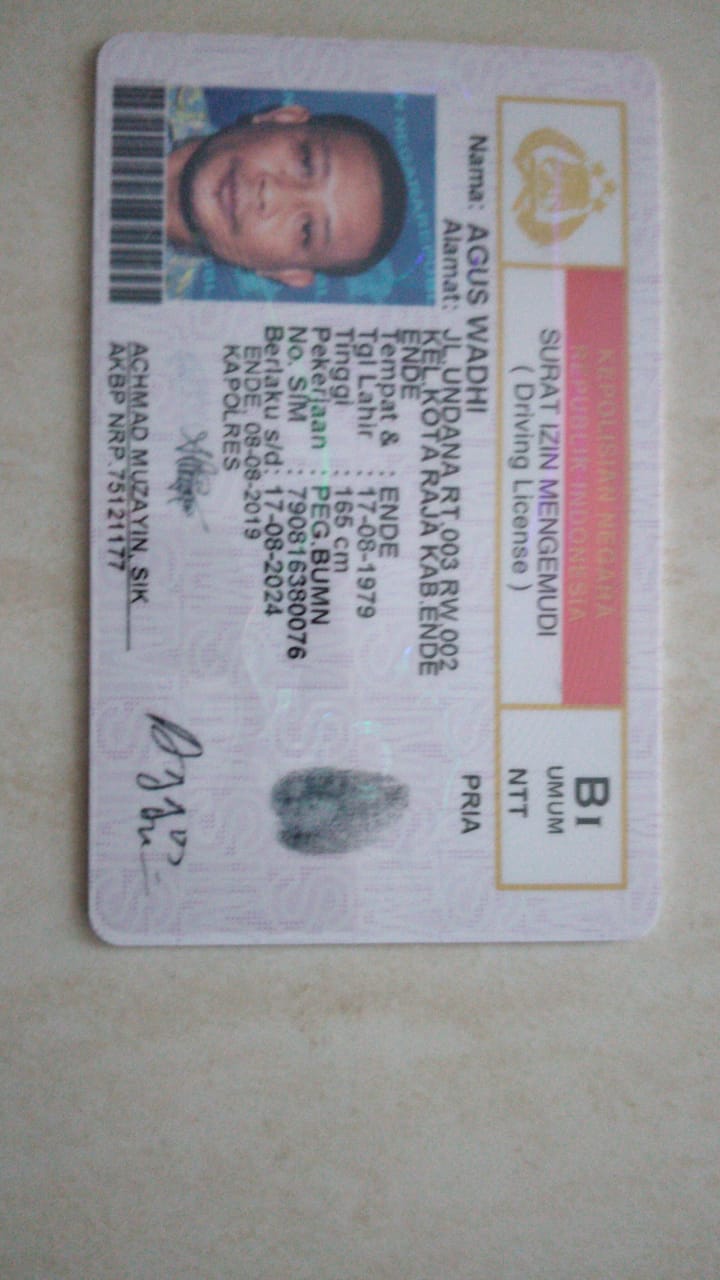 KEPOLISIAN NEGARA
REPUBLIK INDONESIA
SURAT IZIN MENGEMUDI
( Driving License )
BI
UMUM
NTT
Nama: AGUS WADHI
PRIA
Alamat: JL.UNDANA RT.003 RW.002
KEL.KOTA RAJA KAB.ENDE
ENDE
Tempat & : ENDE
Tgl Lahir : 17-08-1979
Tinggi : 165 cm
Pekerjaan : PEG.BUMN
No. SIM : 790816380076
Berlaku s/d: 17-08-2024
ENDE, 08-08-2019
KAPOLRES
ACHMAD MUZAYIN, SIK
AKBP NRP.75121177